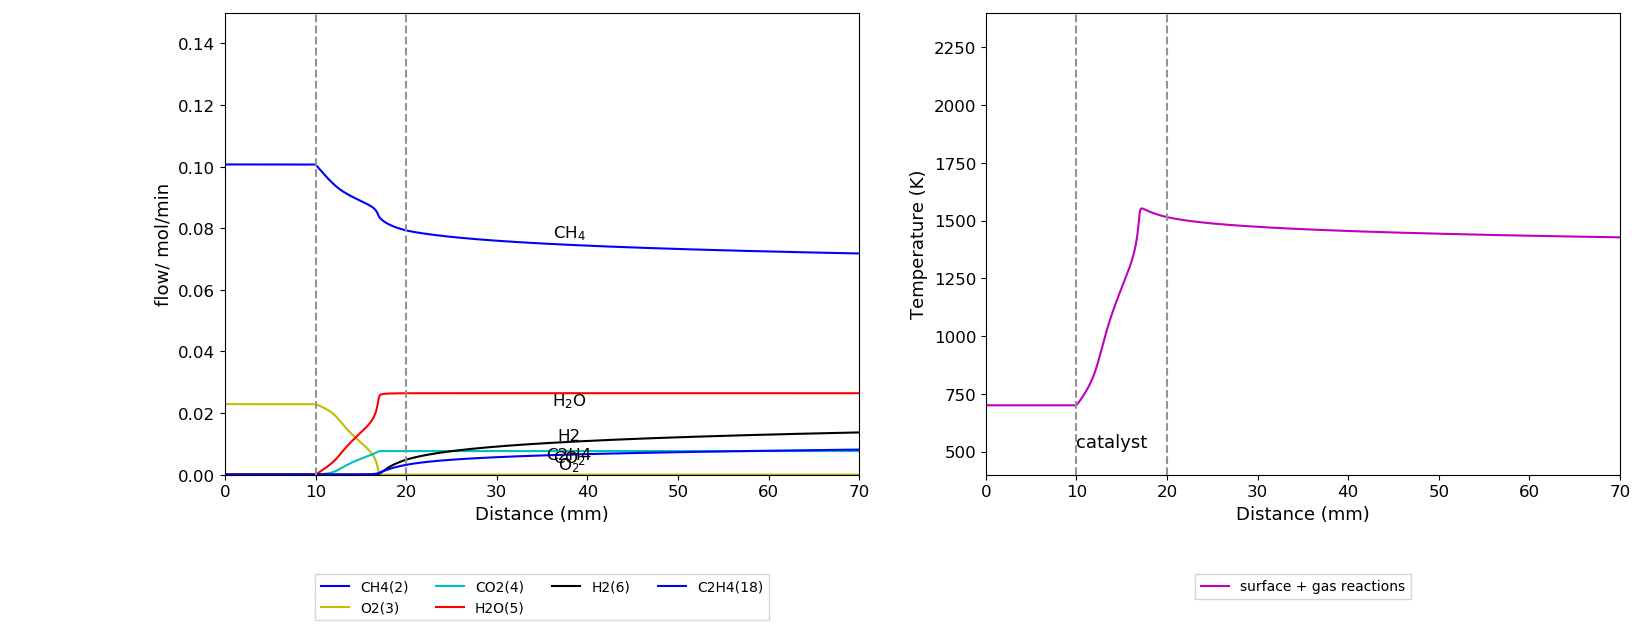 0.14
0.12
0.10
0.08
0.06
0.04
0.02
0.00
flow/ mol/min
CH₄
H₂O
H2
C2H4
CO₂
O₂
0 10 20 30 40 50 60 70
Distance (mm)
CH4(2) CO2(4) H2(6) C2H4(18)
O2(3) H2O(5)
2250
2000
1750
1500
1250
1000
750
500
Temperature (K)
catalyst
0 10 20 30 40 50 60 70
Distance (mm)
surface + gas reactions